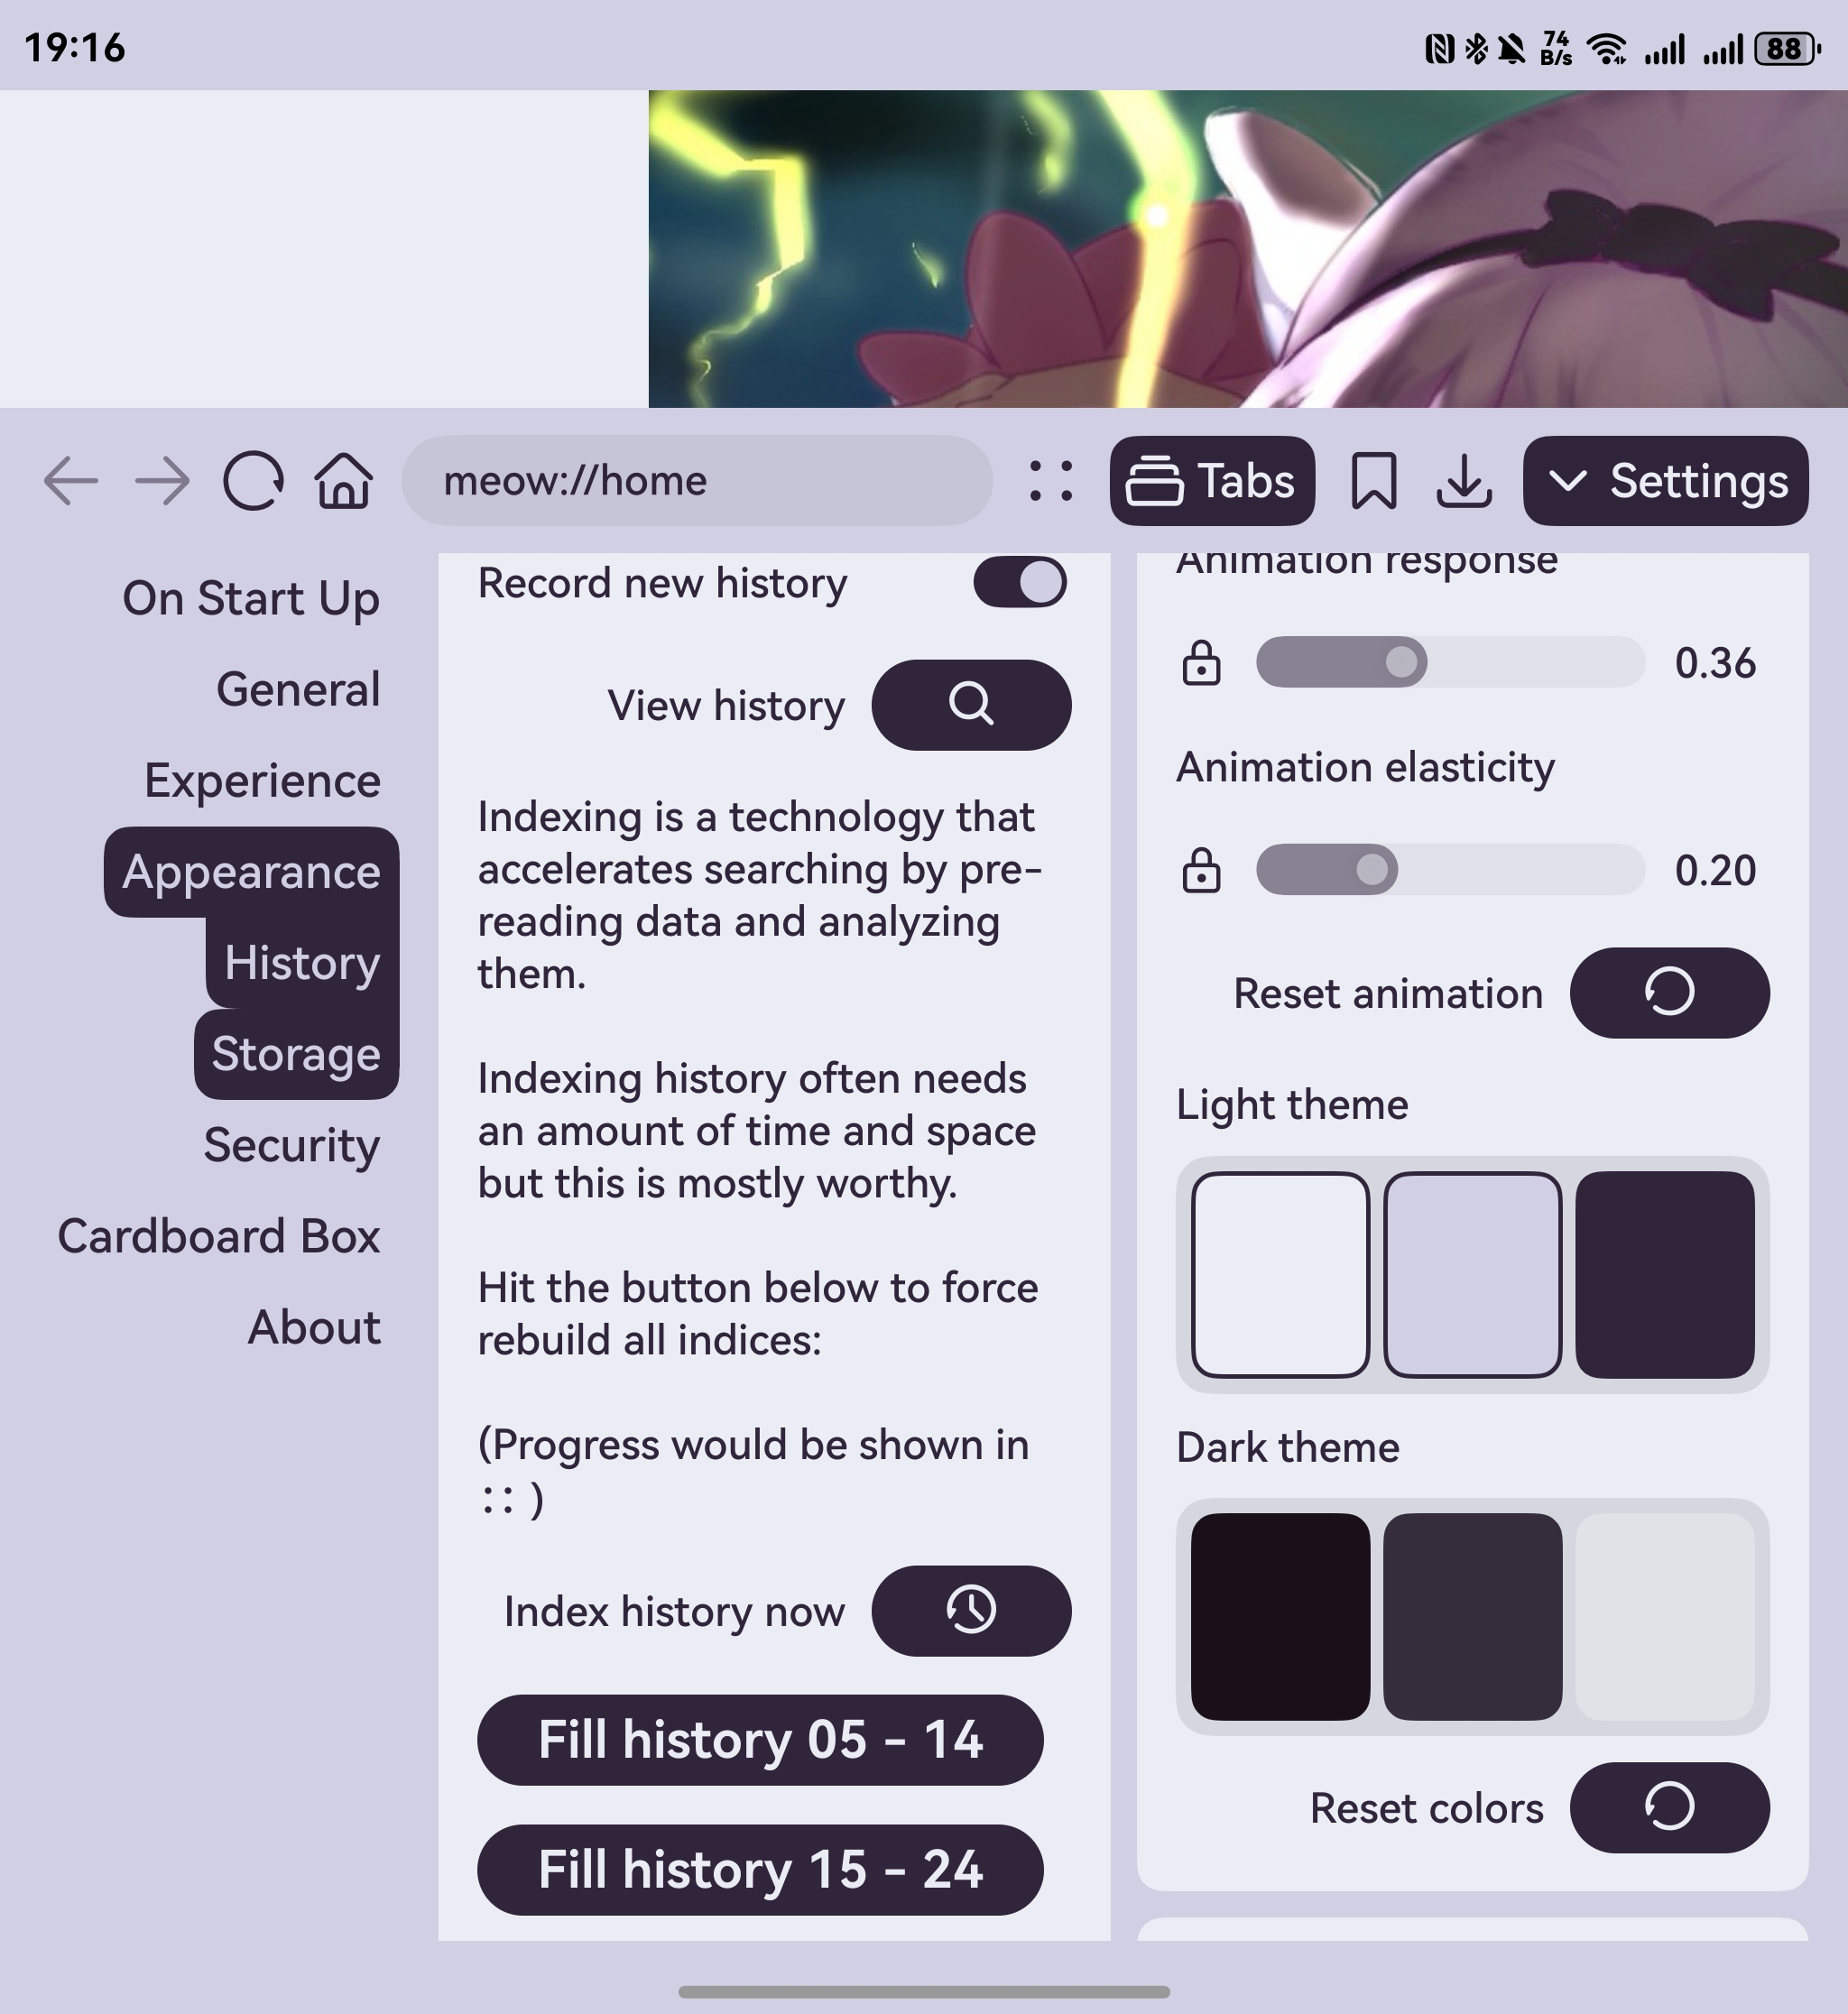 19:16
74
B/s
88
meow://home
Tabs
Settings
On Start Up
General
Experience
Appearance
History
Storage
Security
Cardboard Box
About
Record new history
View history
Indexing is a technology that
accelerates searching by pre-
reading data and analyzing
them.
Indexing history often needs
an amount of time and space
but this is mostly worthy.
Hit the button below to force
rebuild all indices:
(Progress would be shown in
:: )
Index history now
Fill history 05 - 14
Fill history 15 - 24
Animation response
0.36
Animation elasticity
0.20
Reset animation
Light theme
Dark theme
Reset colors